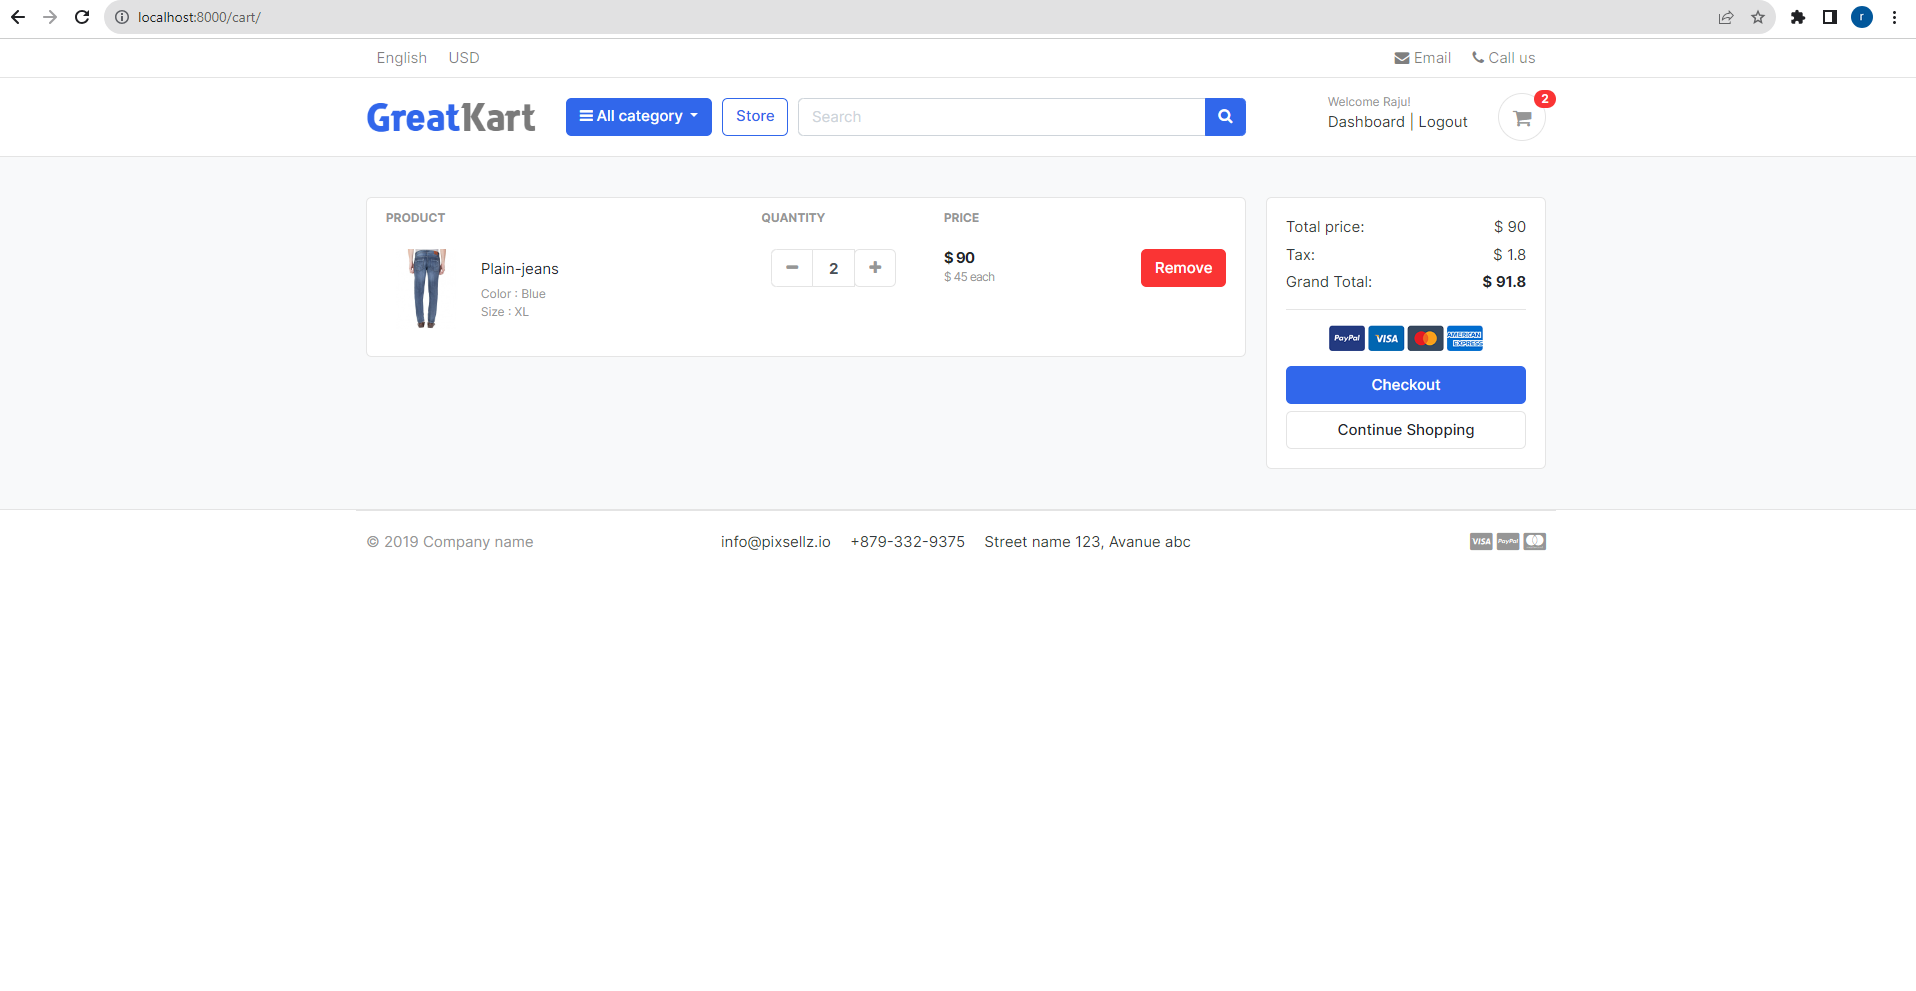 localhost:8000/cart/
r
English USD Email Call us
GreatKart All category Store Search Welcome Raju! 2
Dashboard | Logout
PRODUCT QUANTITY PRICE
Plain-jeans 2 $ 90 Remove
$ 45 each
Color : Blue
Size : XL
Total price: $ 90
Tax: $ 1.8
Grand Total: $ 91.8
PayPal VISA AMERICAN EXPRESS
Checkout
Continue Shopping
© 2019 Company name info@pixsellz.io +879-332-9375 Street name 123, Avanue abc VISA PayPal